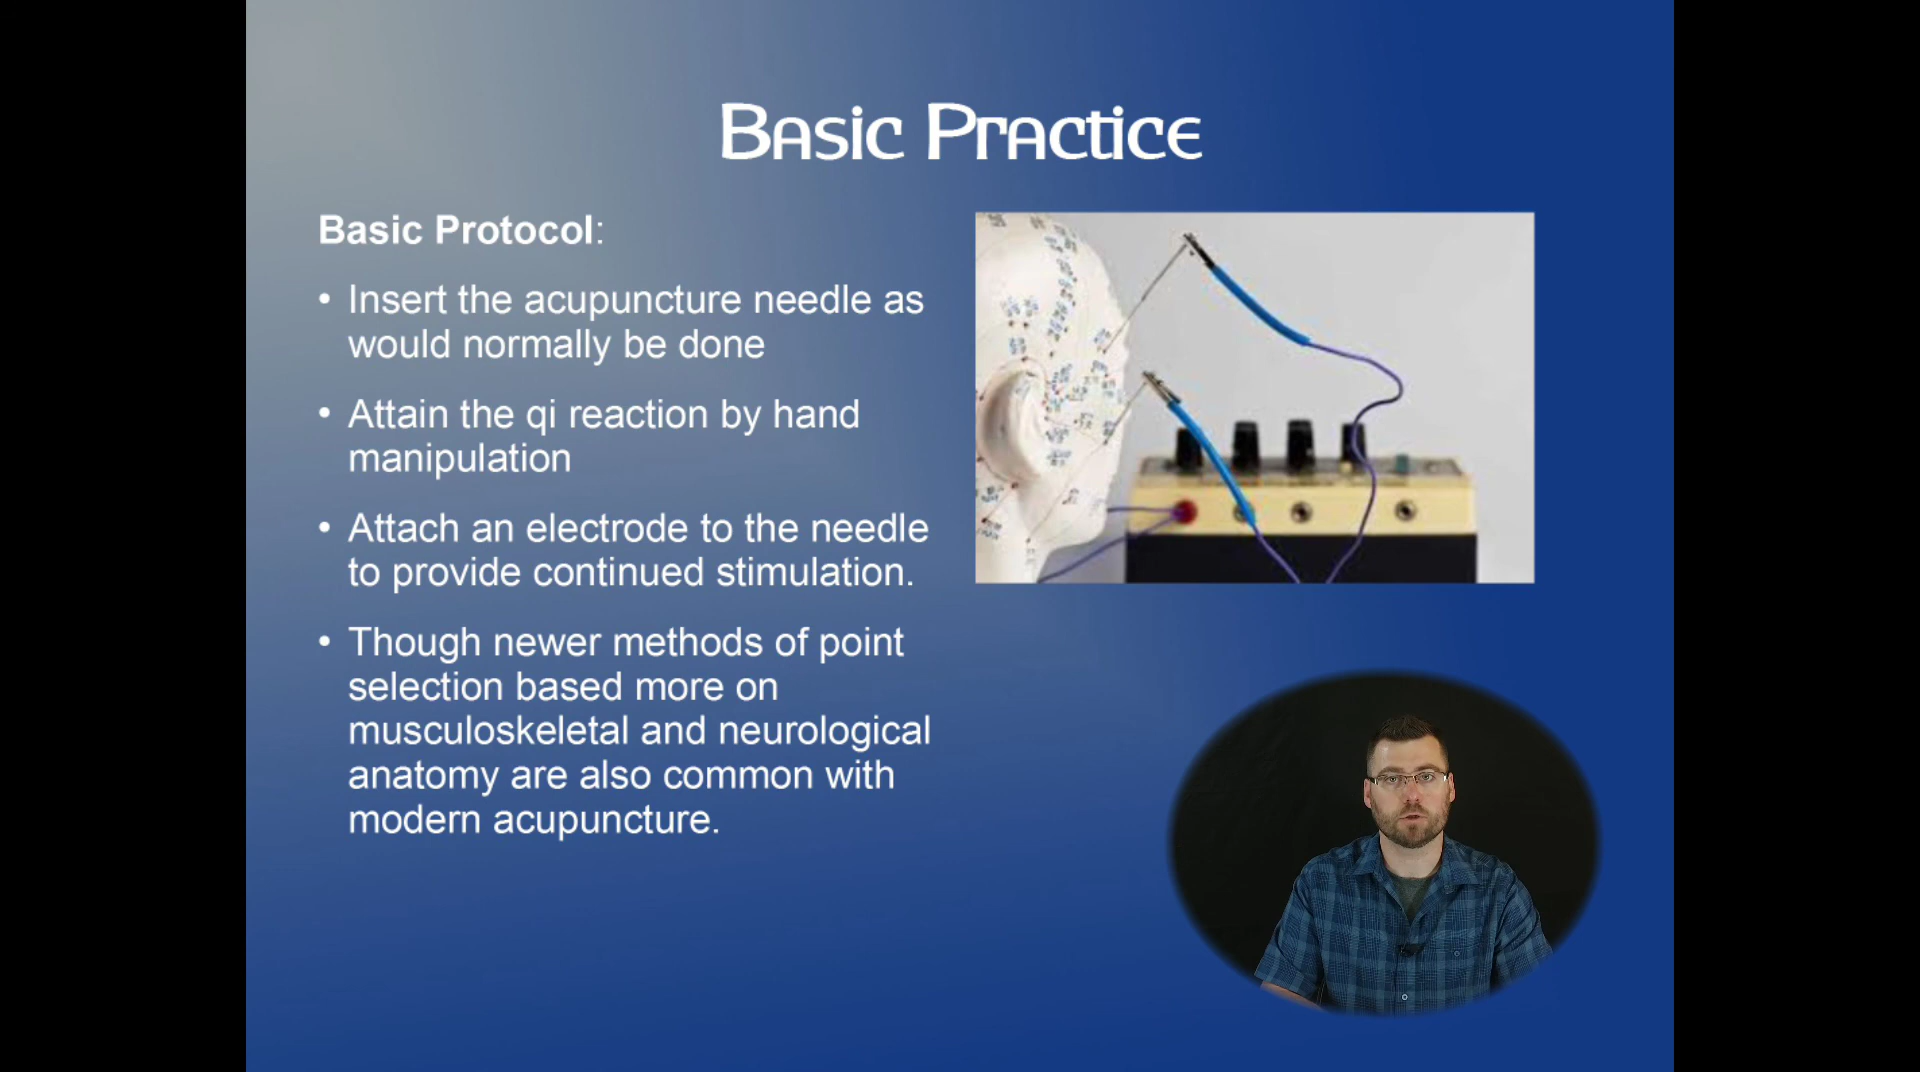 Basic Practice
Basic Protocol:
• Insert the acupuncture needle as
would normally be done
• Attain the qi reaction by hand
manipulation
• Attach an electrode to the needle
to provide continued stimulation.
• Though newer methods of point
selection based more on
musculoskeletal and neurological
anatomy are also common with
modern acupuncture.